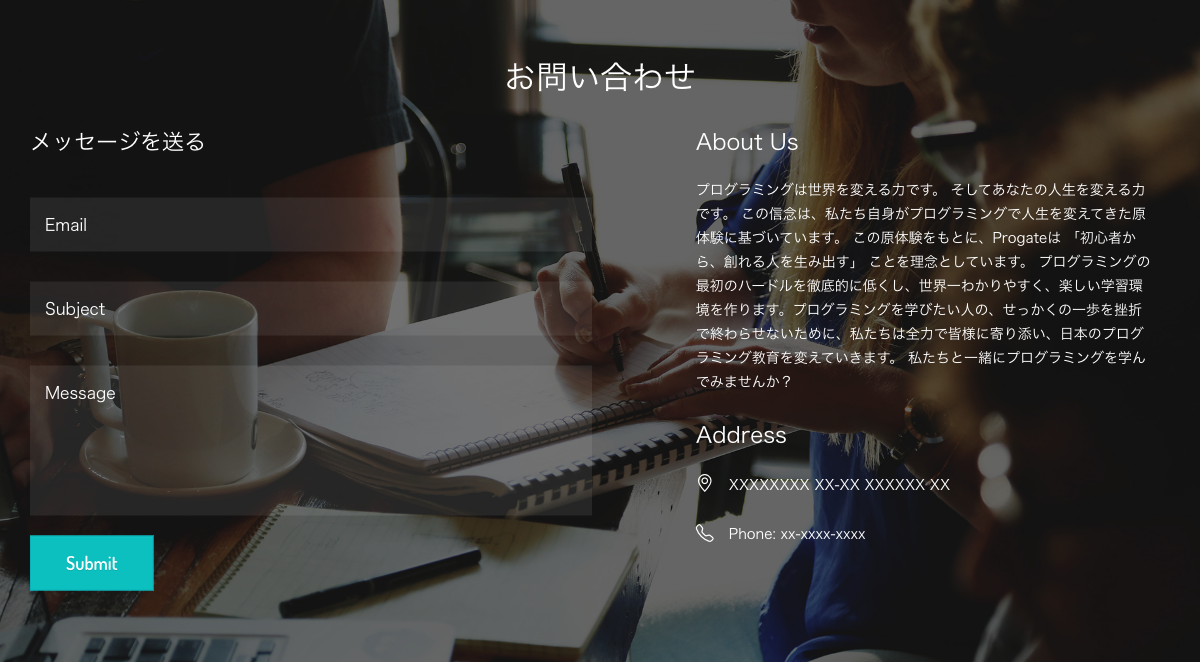 お問い合わせ
メッセージを送る
Email
Subject
Message
Submit
About Us
プログラミングは世界を変える力です。 そしてあなたの人生を変える力
です。 この信念は、私たち自身がプログラミングで人生を変えてきた原
体験に基づいています。 この原体験をもとに、Progateは 「初心者か
ら、創れる人を生み出す」 ことを理念としています。 プログラミングの
最初のハードルを徹底的に低くし、世界一わかりやすく、楽しい学習環
境を作ります。プログラミングを学びたい人の、せっかくの一歩を挫折
で終わらせないために、私たちは全力で皆様に寄り添い、日本のプログ
ラミング教育を変えていきます。 私たちと一緒にプログラミングを学ん
でみませんか？
Address
XXXXXXXX XX-XX XXXXXX XX
Phone: xx-xxxx-xxxx